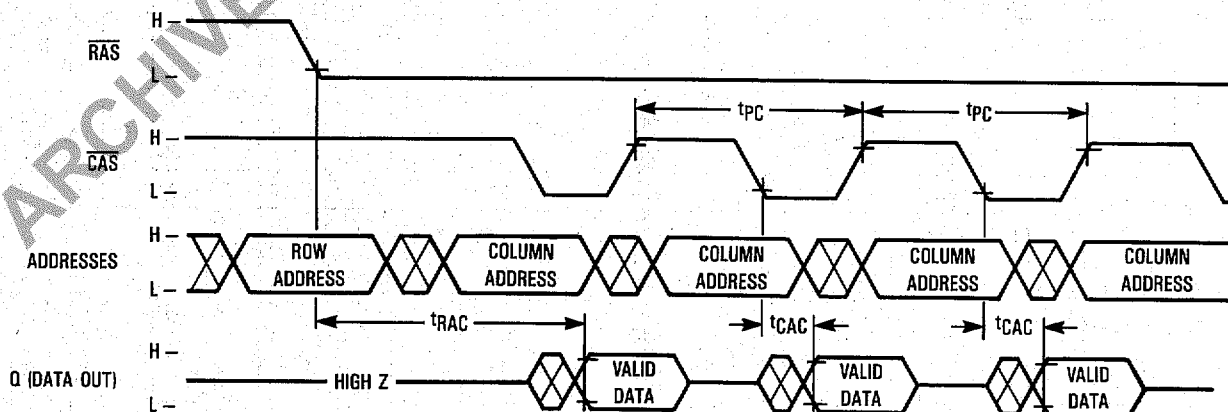 ARCHIVE
H
RAS
L
tPC
tPC
H
CAS
L
H
ADDRESSES
L
ROW ADDRESS
COLUMN ADDRESS
COLUMN ADDRESS
COLUMN ADDRESS
COLUMN ADDRESS
tRAC
tCAC
tCAC
H
Q (DATA OUT)
L
HIGH Z
VALID DATA
VALID DATA
VALID DATA